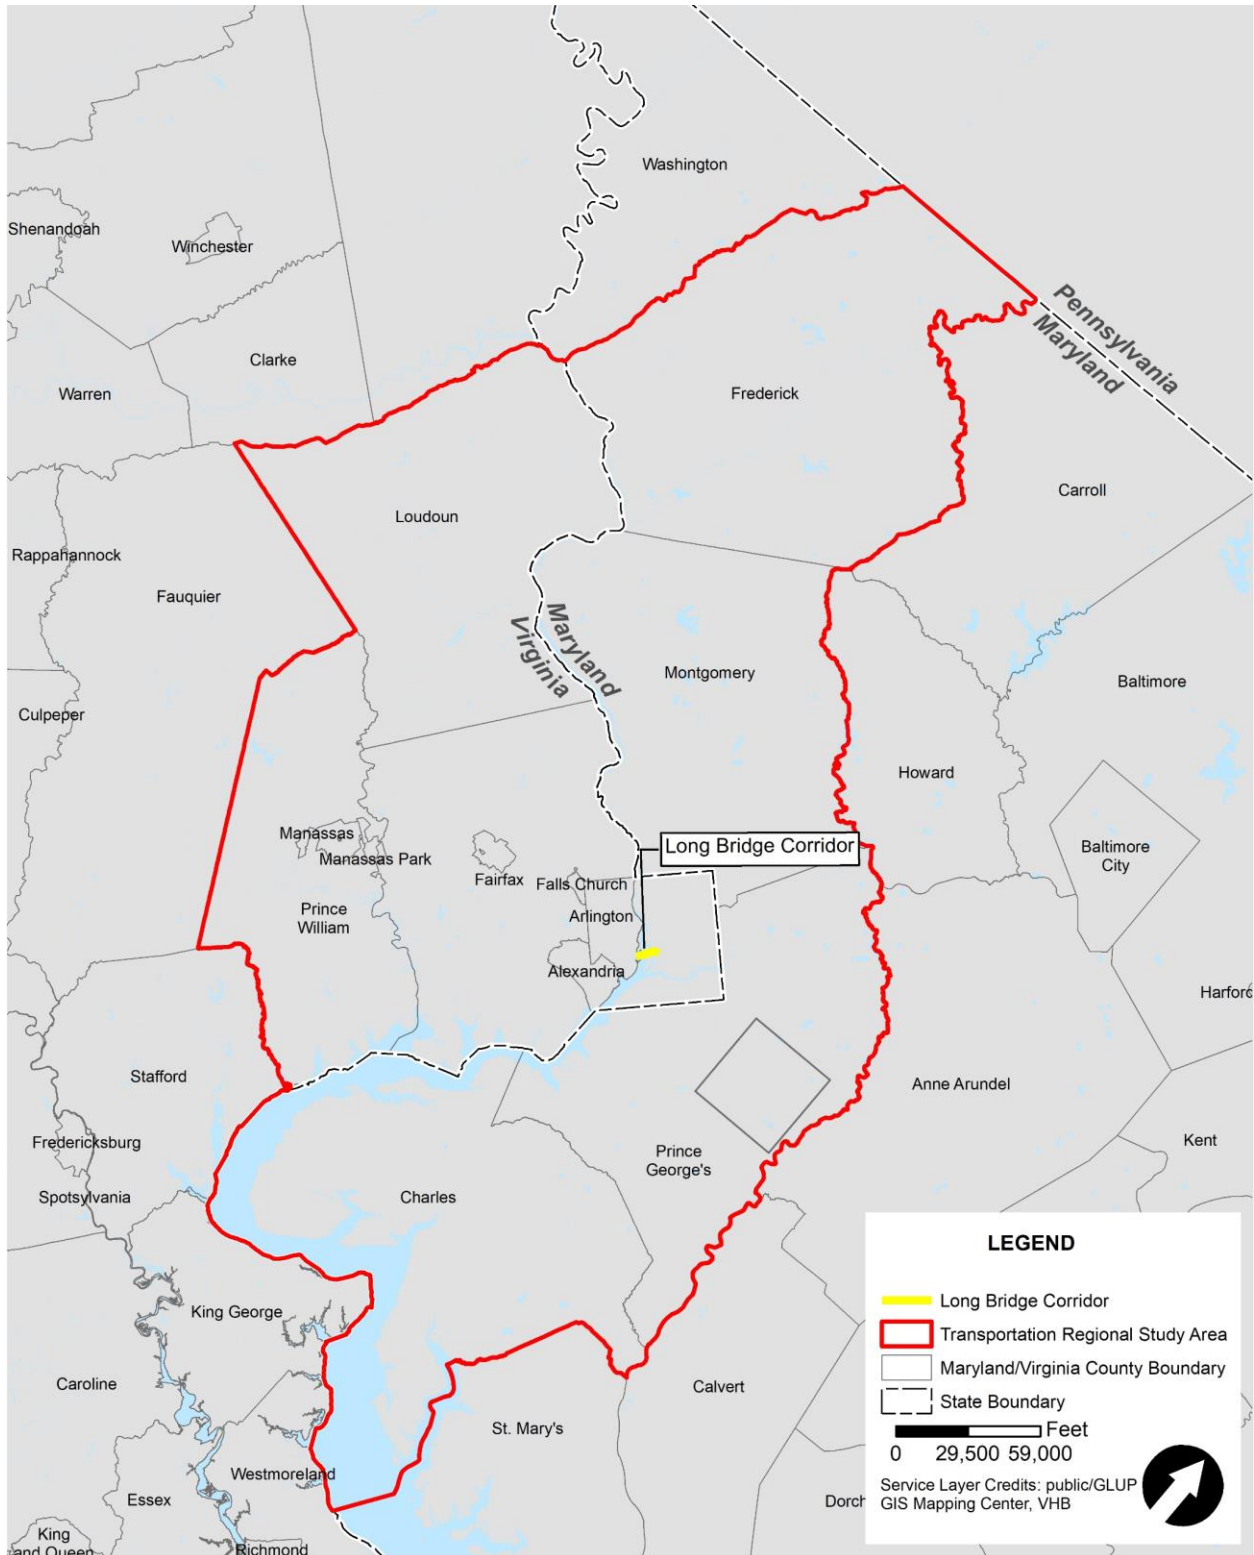 Washington
Shenandoah
Winchester
Pennsylvania
Maryland
Clarke
Warren
Frederick
Carroll
Loudoun
Rappahannock
Fauquier
Maryland
Virginia
Montgomery
Baltimore
Culpeper
Howard
Manassas
Manassas Park
Long Bridge Corridor
Baltimore
City
Fairfax
Falls Church
Prince
William
Arlington
Alexandria
Harford
Stafford
Anne Arundel
Fredericksburg
Prince
George's
Kent
Spotsylvania
Charles
King George
Caroline
Calvert
St. Mary's
Westmoreland
Essex
Dorch
King
and Queen
Richmond
LEGEND
Long Bridge Corridor
Transportation Regional Study Area
Maryland/Virginia County Boundary
State Boundary
Feet
0 29,500 59,000
Service Layer Credits: public/GLUP
GIS Mapping Center, VHB